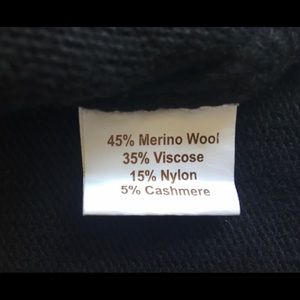 45% Merino Wool
35% Viscose
15% Nylon
5% Cashmere